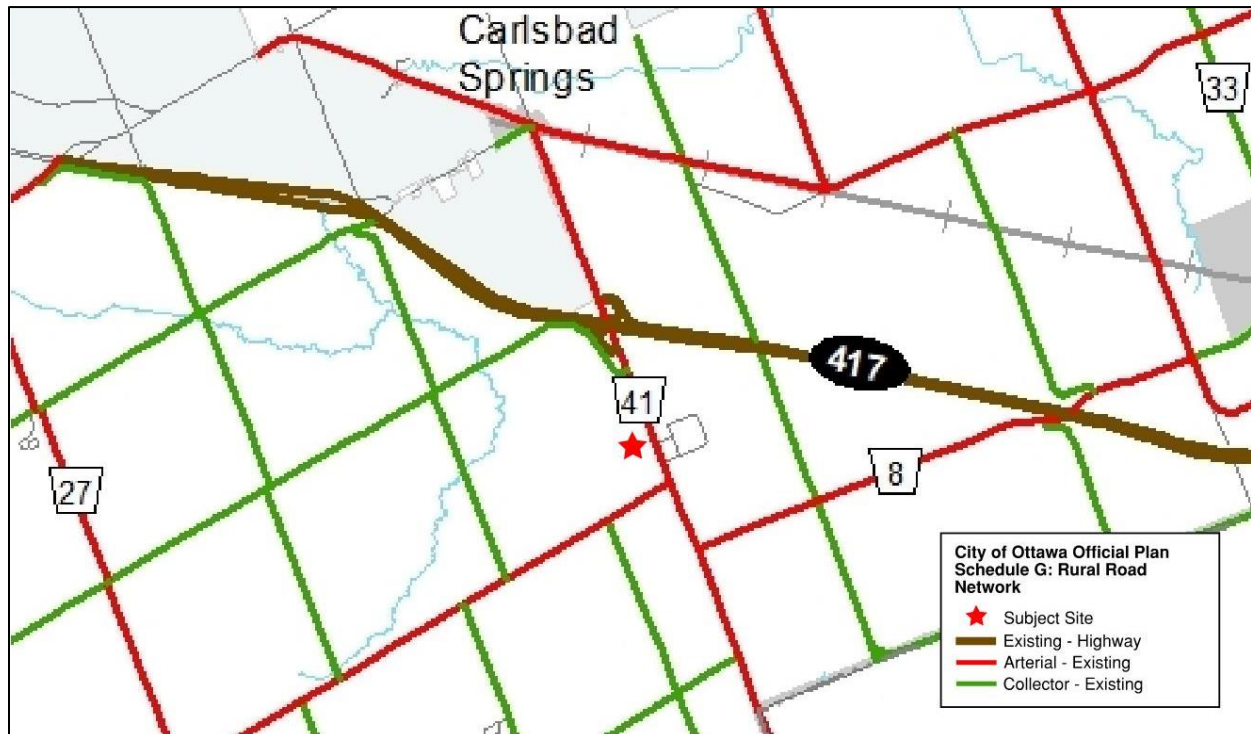 Carlsbad
Springs
33
417
41
27
8
City of Ottawa Official Plan
Schedule G: Rural Road
Network
Subject Site
Existing - Highway
Arterial - Existing
Collector - Existing